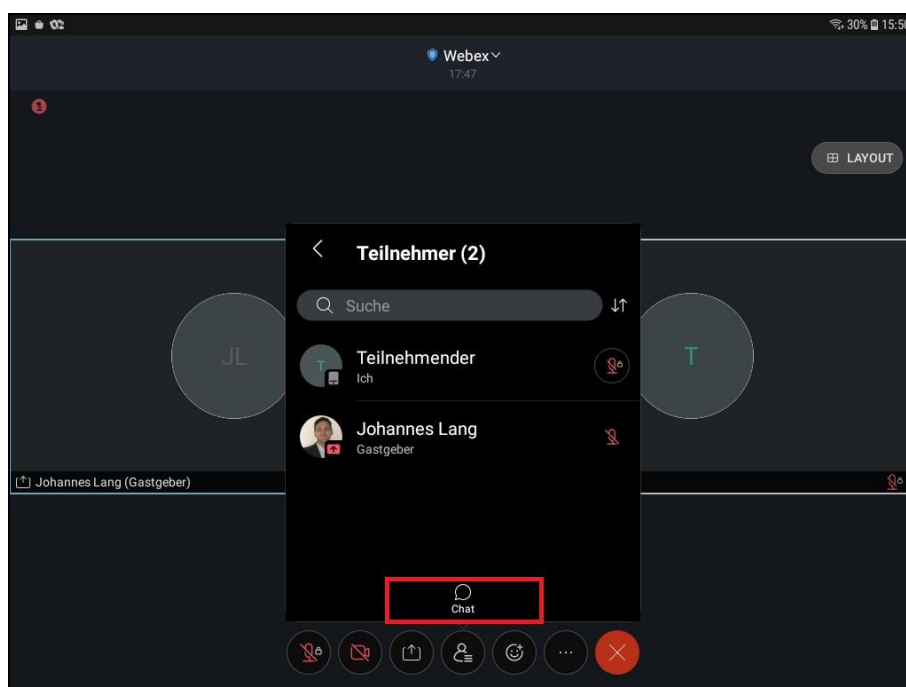 30% 15:50
Webex
17:47
LAYOUT
Teilnehmer (2)
Suche
T
Teilnehmender
Ich
JL
T
Johannes Lang
Gastgeber
Johannes Lang (Gastgeber)
Chat